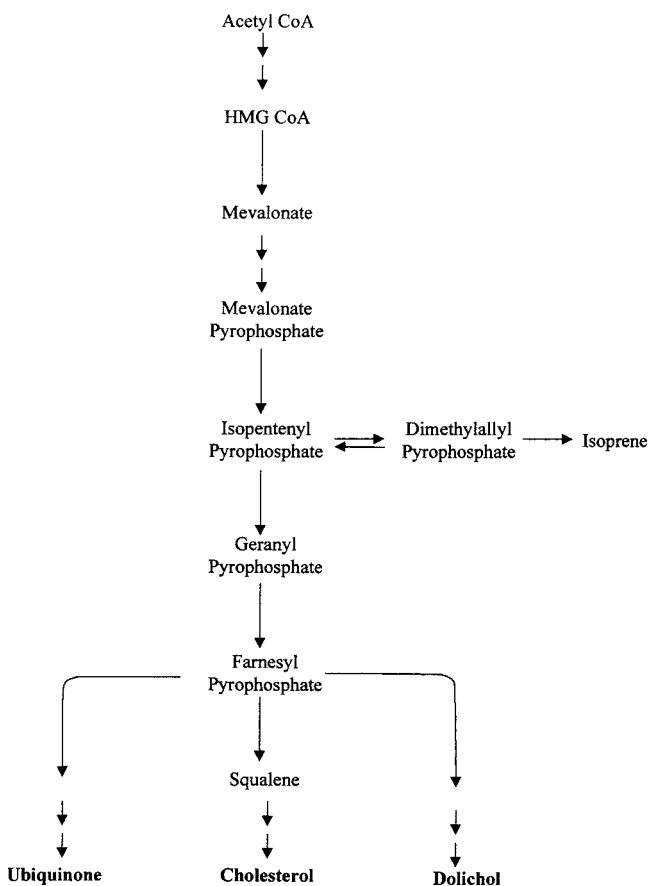 Acetyl CoA
HMG CoA
Mevalonate
Mevalonate
Pyrophosphate
Isopentenyl
Pyrophosphate
Dimethylallyl
Pyrophosphate
Isoprene
Geranyl
Pyrophosphate
Farnesyl
Pyrophosphate
Squalene
Ubiquinone
Cholesterol
Dolichol